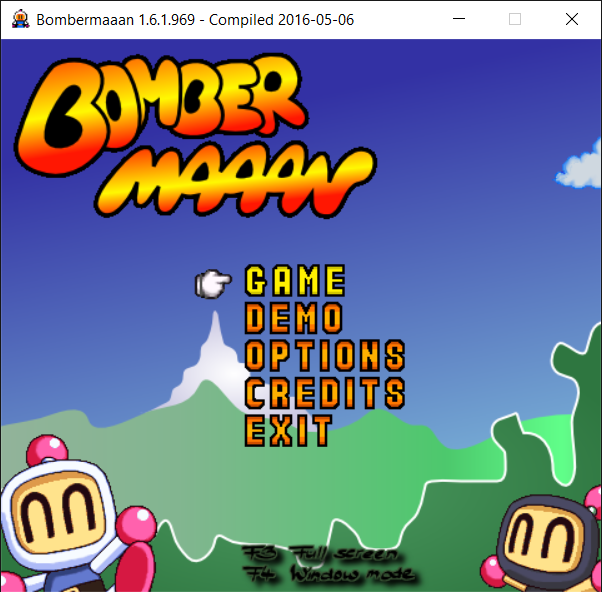 Bombermaaan 1.6.1.969 - Compiled 2016-05-06
BOMBER
MAAAN
GAME
DEMO
OPTIONS
CREDITS
EXIT
F3 Full screen
F4 Window mode